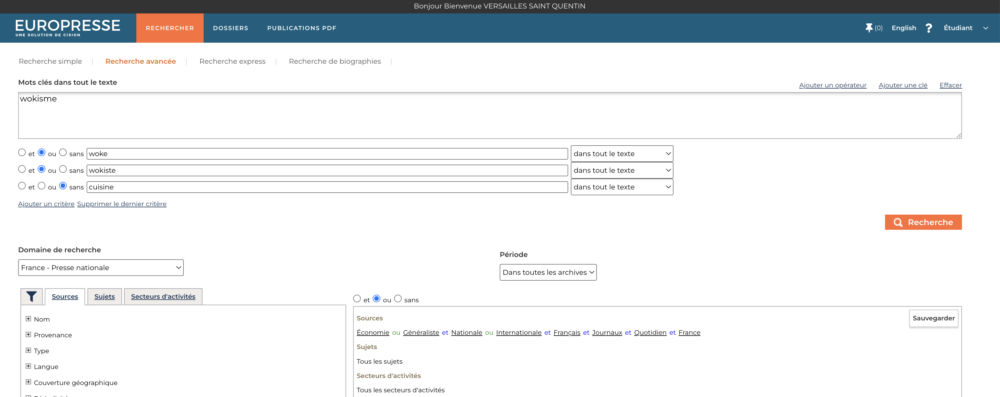 Bonjour Bienvenue VERSAILLES SAINT QUENTIN
EUROPRESSE
UNE SOLUTION DE CISION
RECHERCHER DOSSIERS PUBLICATIONS PDF
(0) English ? Étudiant
Recherche simple | Recherche avancée | Recherche express | Recherche de biographies |
Mots clés dans tout le texte
Ajouter un opérateur Ajouter une clé Effacer
wokisme
et ou sans woke dans tout le texte
et ou sans wokiste dans tout le texte
et ou sans cuisine dans tout le texte
Ajouter un critère Supprimer le dernier critère
Recherche
Domaine de recherche
France - Presse nationale
Période
Dans toutes les archives
Sources Sujets Secteurs d'activités
Nom
Provenance
Type
Langue
Couverture géographique
et ou sans
Sources
Sauvegarder
Économie ou Généraliste et Nationale ou Internationale et Français et Journaux et Quotidien et France
Sujets
Tous les sujets
Secteurs d'activités
Tous les secteurs d'activités